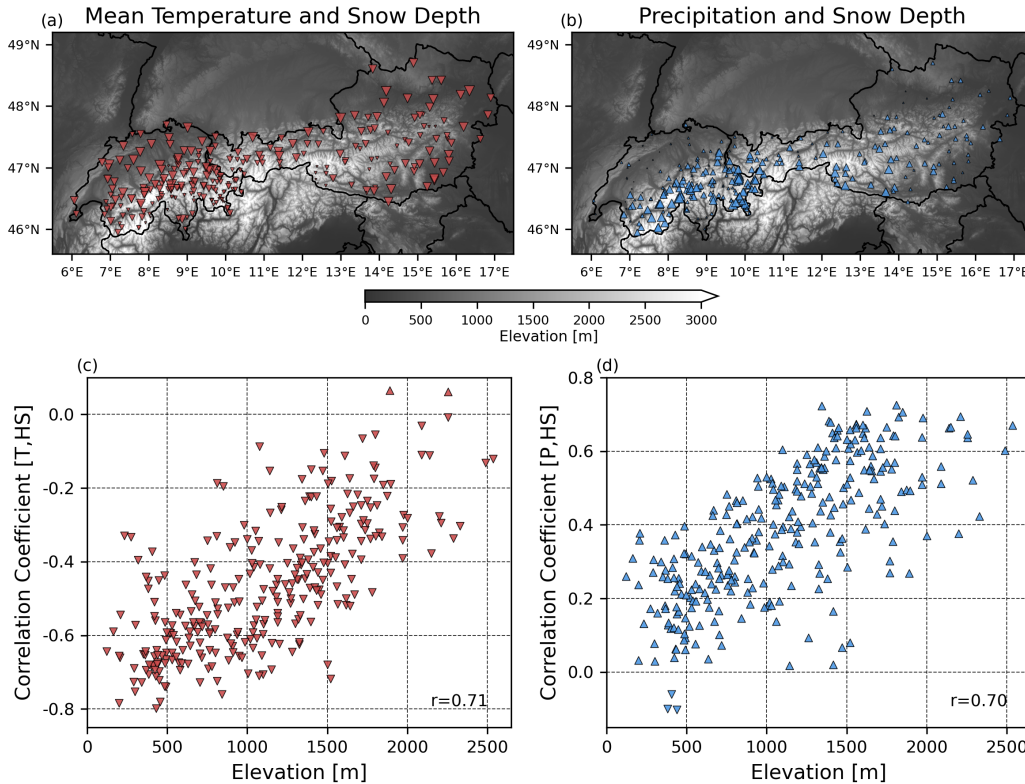 (a) Mean Temperature and Snow Depth
49°N
48°N
47°N
46°N
6°E 7°E 8°E 9°E 10°E 11°E 12°E 13°E 14°E 15°E 16°E 17°E
(b) Precipitation and Snow Depth
49°N
48°N
47°N
46°N
6°E 7°E 8°E 9°E 10°E 11°E 12°E 13°E 14°E 15°E 16°E 17°E
0 500 1000 1500 2000 2500 3000
Elevation [m]
(c)
Correlation Coefficient [T,HS]
0.0
-0.2
-0.4
-0.6
-0.8
r=0.71
0 500 1000 1500 2000 2500
Elevation [m]
(d)
Correlation Coefficient [P,HS]
0.8
0.6
0.4
0.2
0.0
r=0.70
0 500 1000 1500 2000 2500
Elevation [m]